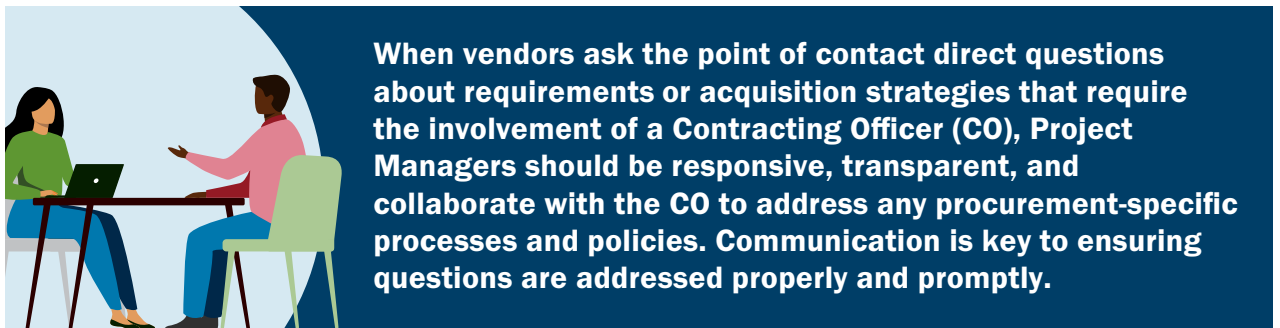 When vendors ask the point of contact direct questions
about requirements or acquisition strategies that require
the involvement of a Contracting Officer (CO), Project
Managers should be responsive, transparent, and
collaborate with the CO to address any procurement-specific
processes and policies. Communication is key to ensuring
questions are addressed properly and promptly.